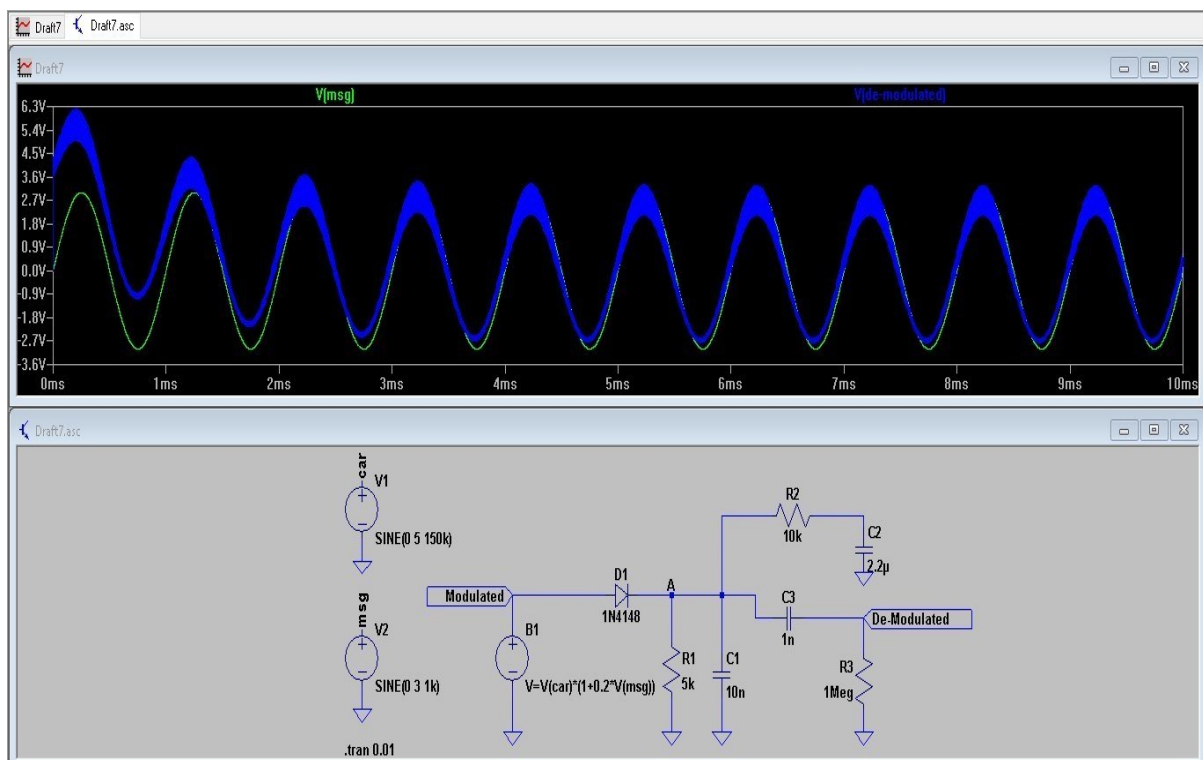 Draft7 Draft7.asc
Draft7
V(msg) V(de-modulated)
6.3V
5.4V
4.5V
3.6V
2.7V
1.8V
0.9V
0.0V
-0.9V
-1.8V
-2.7V
-3.6V
0ms 1ms 2ms 3ms 4ms 5ms 6ms 7ms 8ms 9ms 10ms
Draft7.asc
car
V1
SINE(0 5 150k)
msg
V2
SINE(0 3 1k)
.tran 0.01
Modulated
B1
V=V(car)*(1+0.2*V(msg))
D1
1N4148
A
R1
5k
C1
10n
R2
10k
C2
2.2µ
C3
1n
De-Modulated
R3
1Meg